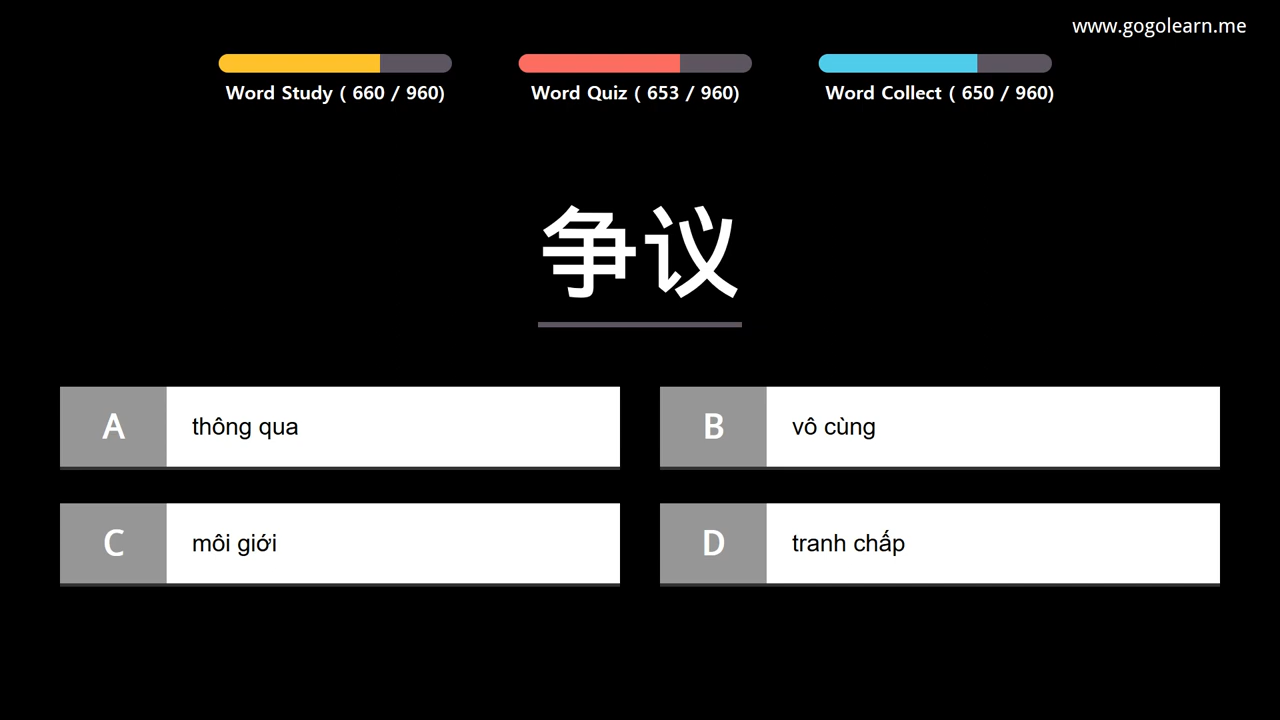 www.gogolearn.me
Word Study ( 660 / 960)
Word Quiz ( 653 / 960)
Word Collect ( 650 / 960)
争议
A thông qua
B vô cùng
C môi giới
D tranh chấp